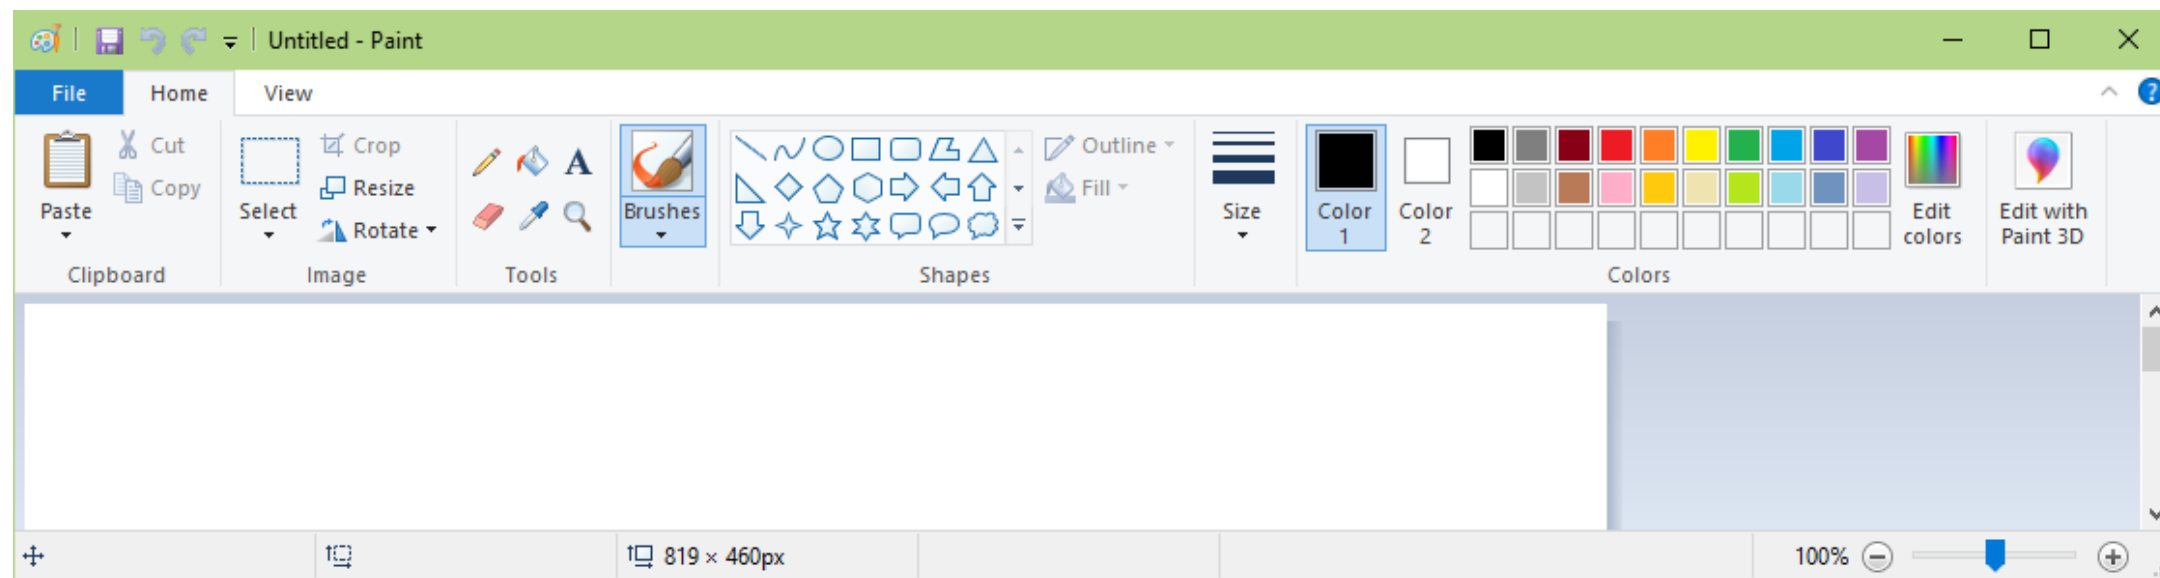 Untitled - Paint
File Home View
Paste
Cut
Copy
Clipboard
Select
Crop
Resize
Rotate
Image
A
Tools
Brushes
Outline
Fill
Shapes
Size
Color
1
Color
2
Edit
colors
Colors
Edit with
Paint 3D
819 × 460px
100%